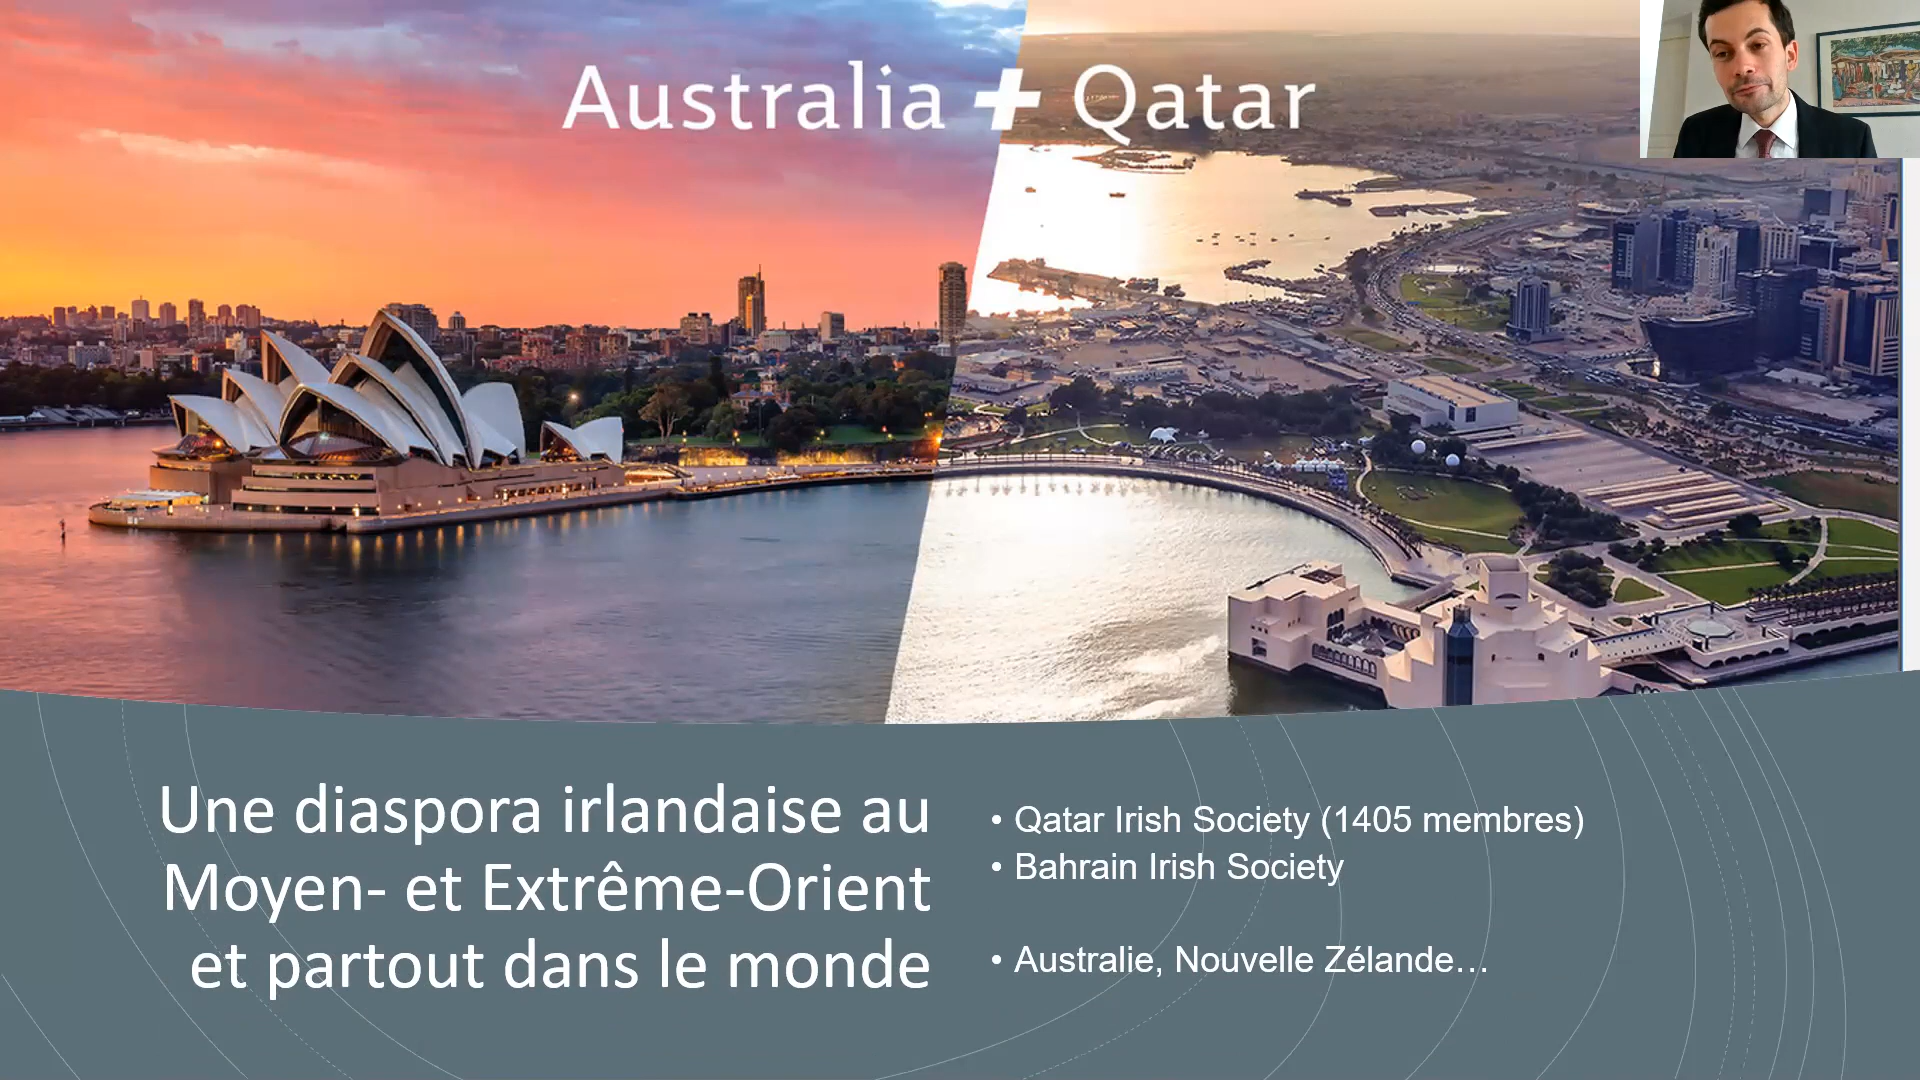 Australia + Qatar
Une diaspora irlandaise au
Moyen- et Extrême-Orient
et partout dans le monde
• Qatar Irish Society (1405 membres)
• Bahrain Irish Society
• Australie, Nouvelle Zélande…